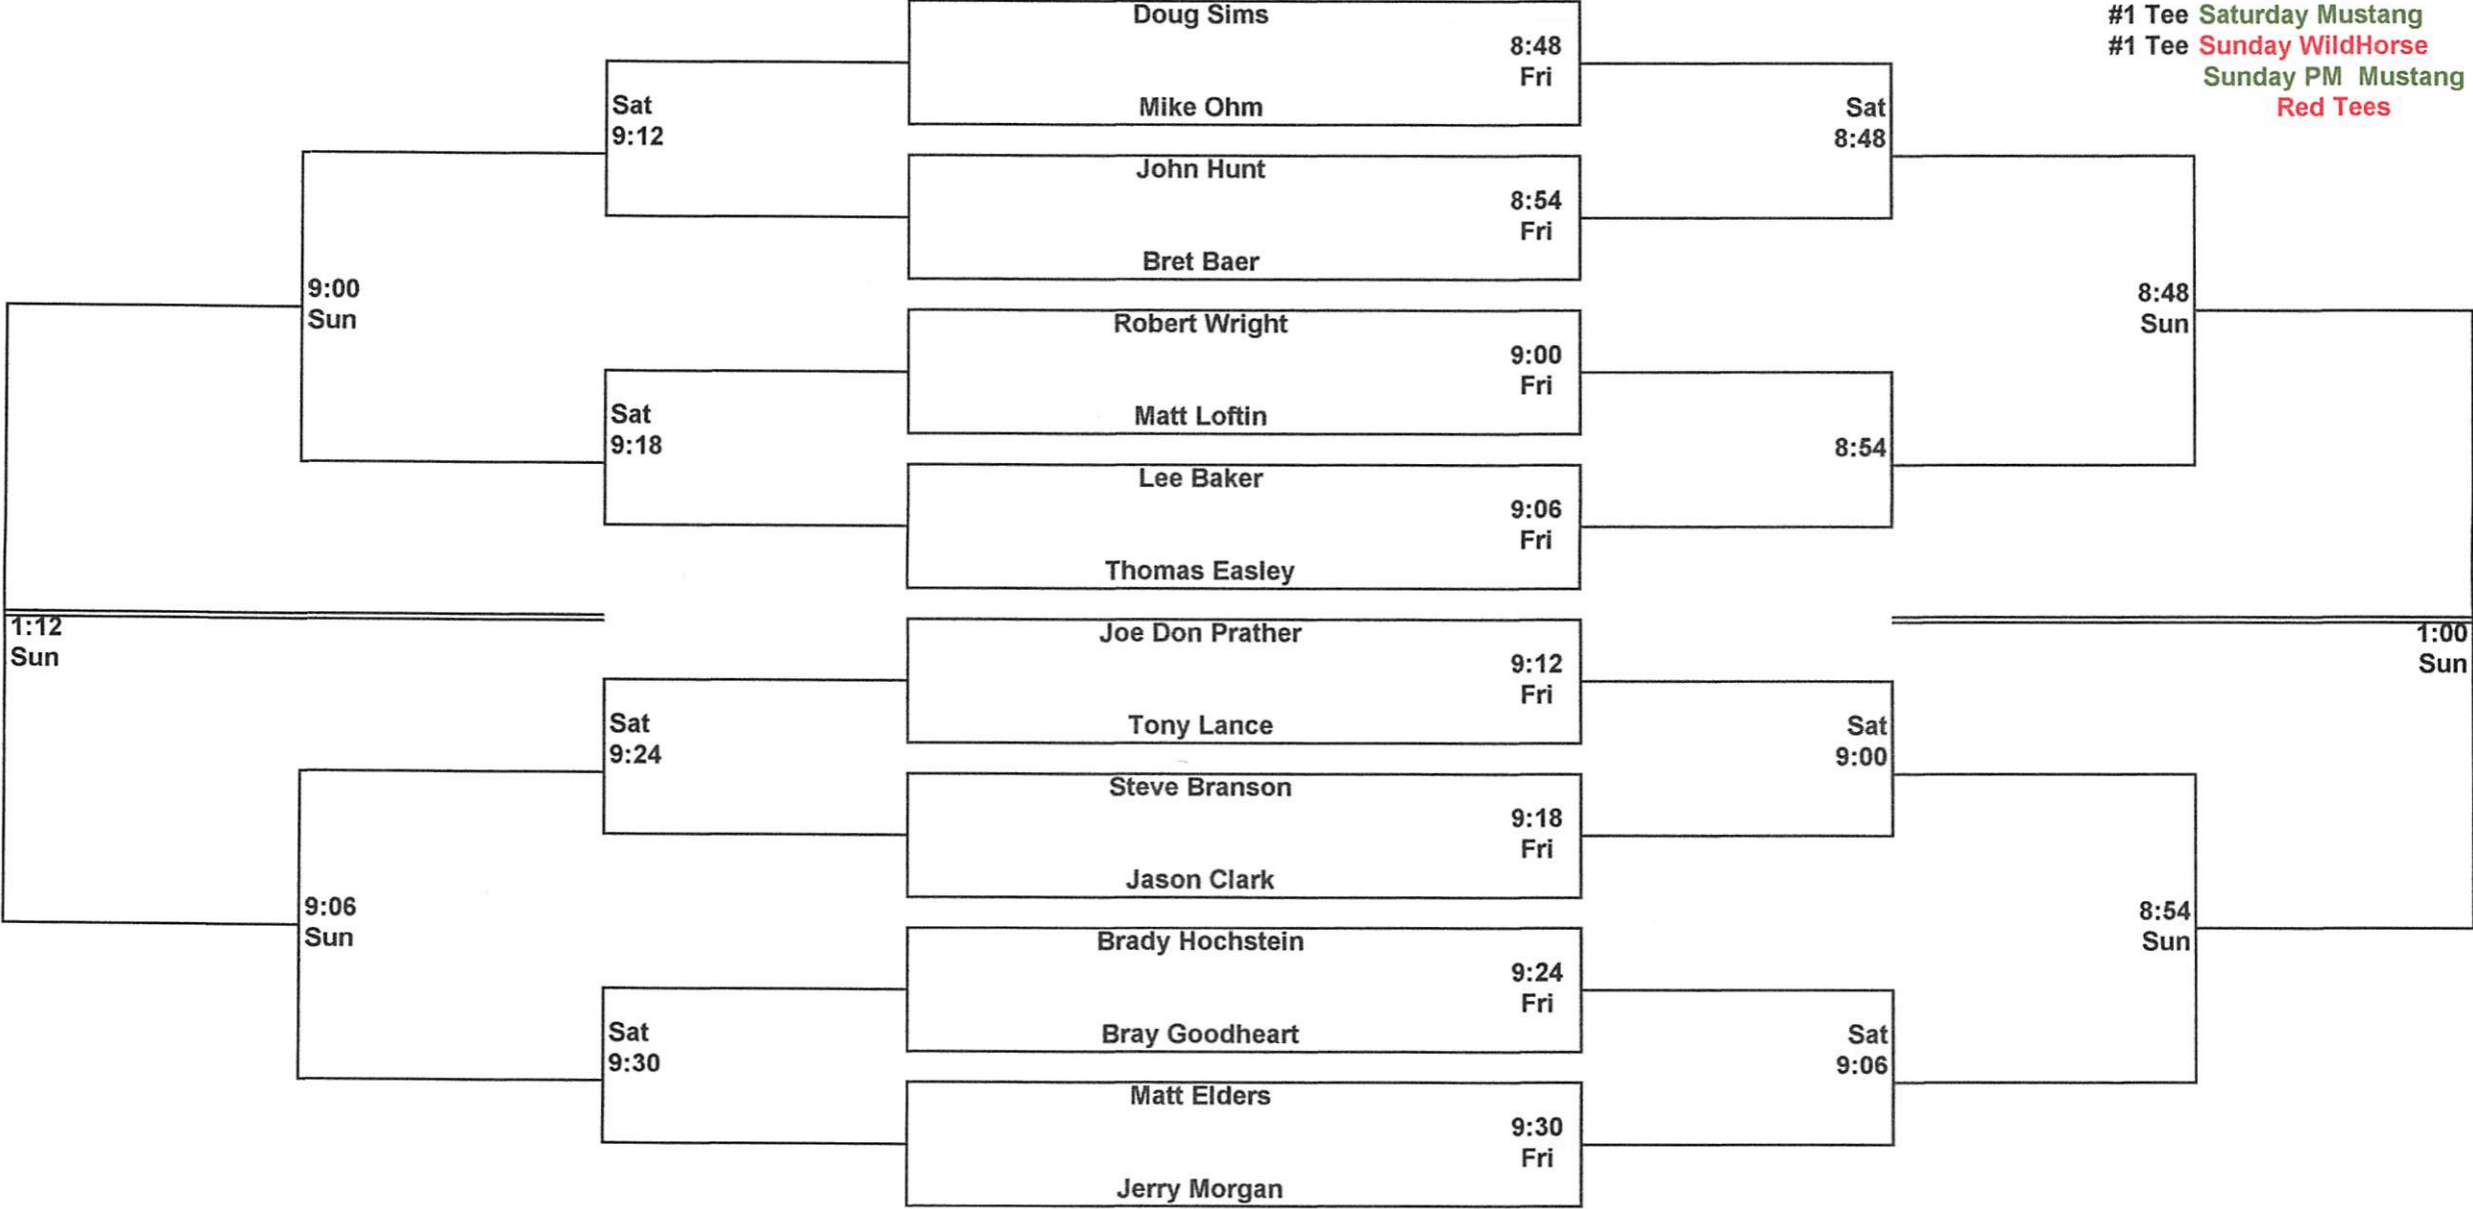 Doug Sims
#1 Tee Saturday Mustang
8:48
#1 Tee Sunday WildHorse
Fri
Sunday PM Mustang
Sat
9:12
Mike Ohm
Sat
8:48
Red Tees
John Hunt
8:54
Fri
Bret Baer
9:00
Sun
8:48
Sun
Robert Wright
9:00
Fri
Sat
9:18
Matt Loftin
8:54
Lee Baker
9:06
Fri
Thomas Easley
1:12
Sun
Joe Don Prather
1:00
Sun
9:12
Fri
Sat
9:24
Tony Lance
Sat
9:00
Steve Branson
9:18
Fri
Jason Clark
9:06
Sun
8:54
Sun
Brady Hochstein
9:24
Fri
Sat
9:30
Bray Goodheart
Sat
9:06
Matt Elders
9:30
Fri
Jerry Morgan